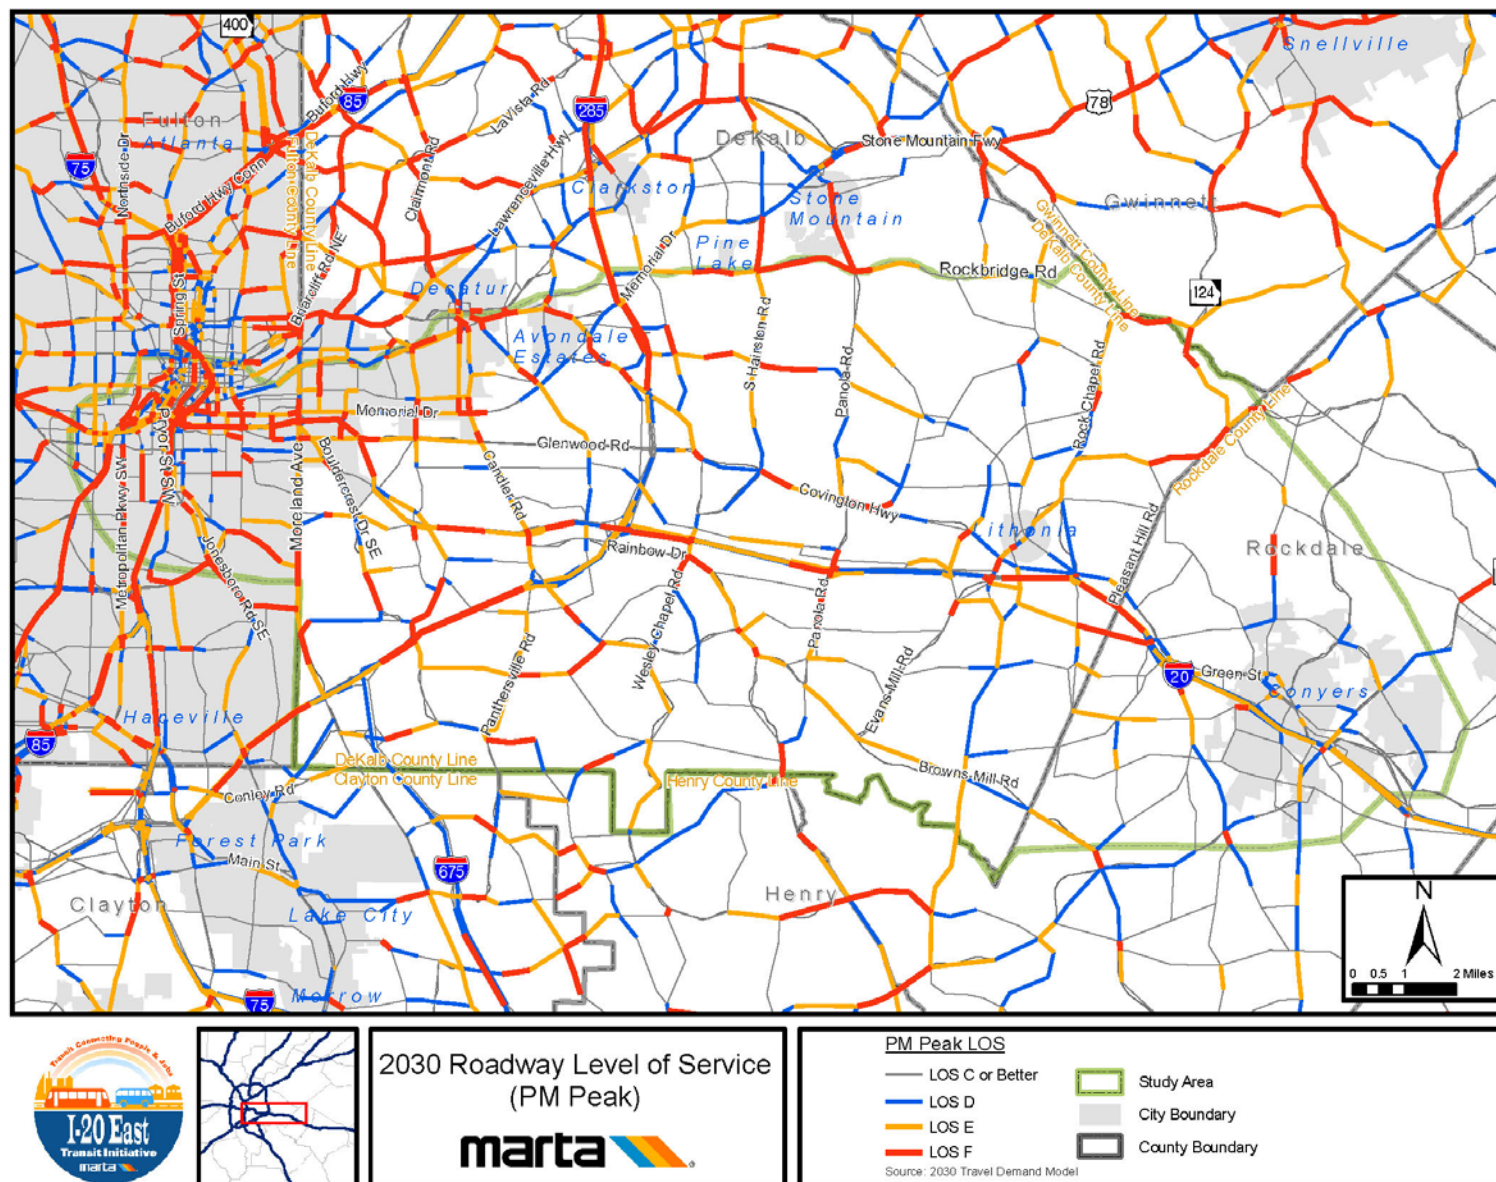 400
Snellville
Buford Hwy
85
285
78
LaVista Rd
Fulton
Atlanta
DeKalb
75
Northside Dr
Buford Hwy Conn
DeKalb County Line
Fulton County Line
Clairmont Rd
Lawrenceville Hwy
Stone Mountain Fwy
Clarkston
Stone
Mountain
Gwinnett
Gwinnett County Line
DeKalb County Line
Pine
Lake
Memorial Dr
Rockbridge Rd
Briarcliff Rd NE
Spring St
Decatur
124
Avondale
Estates
S Hairston Rd
Panola Rd
Rock Chapel Rd
Memorial Dr
Glenwood Rd
Rockdale County Line
Pryor St SW
Metropolitan Pkwy SW
Moreland Ave
Bouldercrest Dr SE
Candler Rd
Covington Hwy
Lithonia
Rainbow Dr
Jonesboro Rd SE
Pleasant Hill Rd
Rockdale
Wesley Chapel Rd
Panola Rd
Panthersville Rd
Evans Mill Rd
20
Green St
Conyers
Hapeville
85
DeKalb County Line
Clayton County Line
Henry County Line
Browns Mill Rd
Conley Rd
Forest Park
Main St
675
Clayton
Lake City
Henry
Morrow
75
N
0 0.5 1 2 Miles
Transit Connecting People & Jobs
I-20 East
Transit Initiative
marta
2030 Roadway Level of Service
(PM Peak)
marta
PM Peak LOS
LOS C or Better
LOS D
LOS E
LOS F
Source: 2030 Travel Demand Model
Study Area
City Boundary
County Boundary